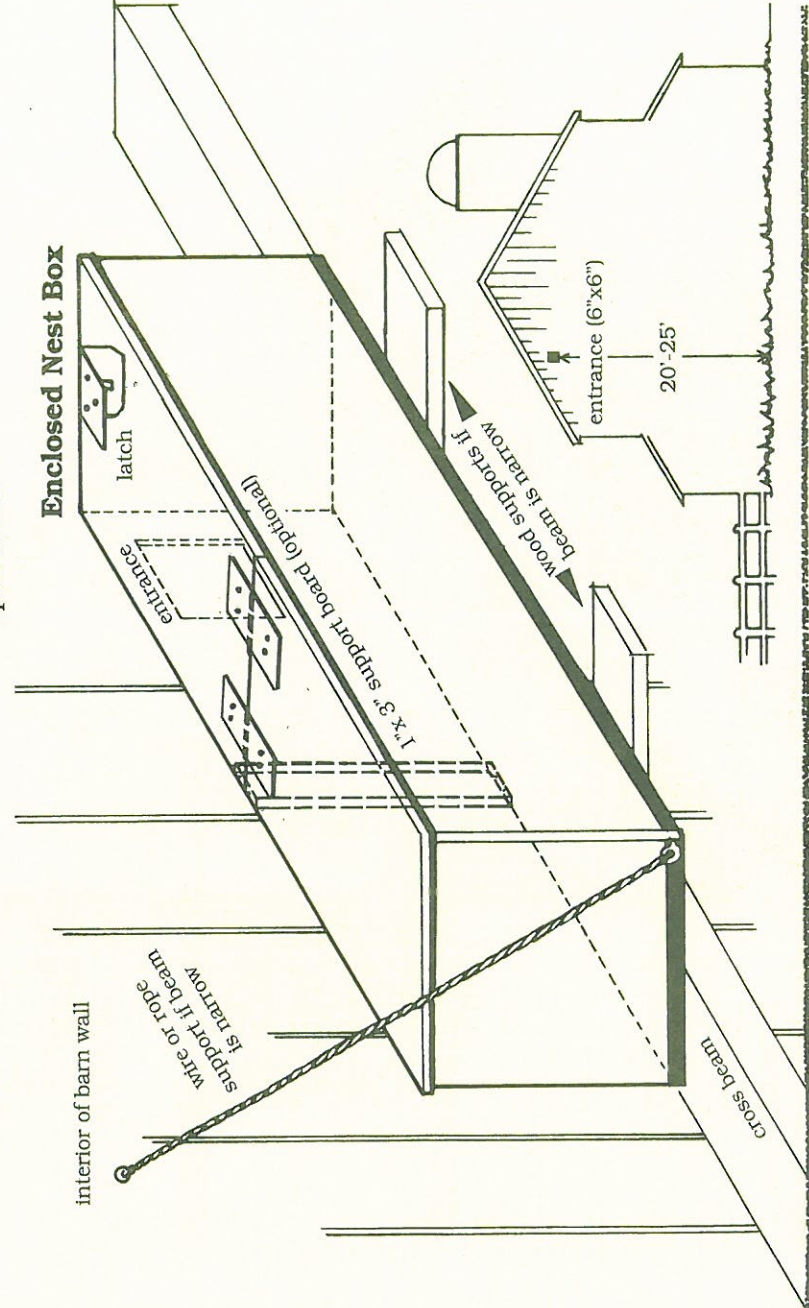 Enclosed Nest Box
latch
entrance
1"x 3" support board (optional)
interior of barn wall
wire or rope
support if beam
is narrow
wood supports if
beam is narrow
cross beam
entrance (6"x6")
20'-25'